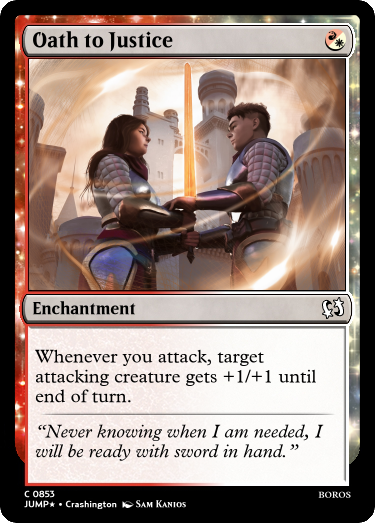 Oath to Justice
Enchantment
Whenever you attack, target
attacking creature gets +1/+1 until
end of turn.
“Never knowing when I am needed, I
will be ready with sword in hand.”
C 0853
BOROS
JUMP★ • Crashington Sam Kanios